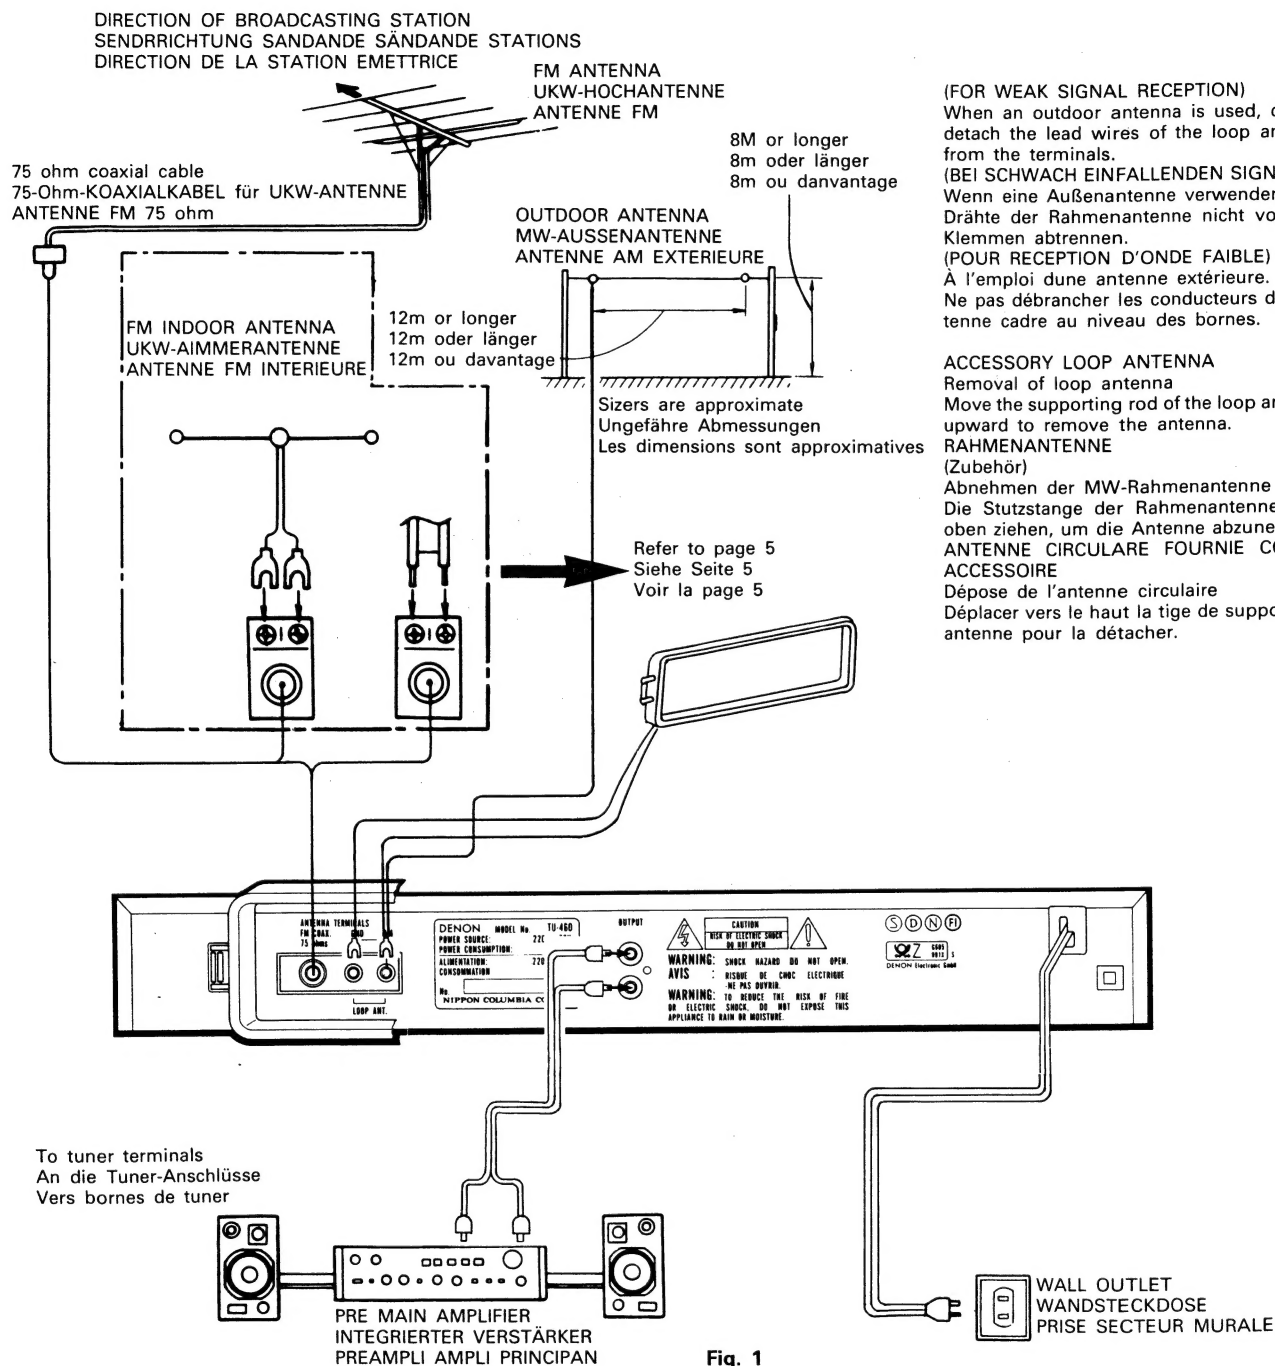 DIRECTION OF BROADCASTING STATION
SENDRRICHTUNG SANDANDE SÄNDANDE STATIONS
DIRECTION DE LA STATION EMETTRICE
FM ANTENNA
UKW-HOCHANTENNE
ANTENNE FM
75 ohm coaxial cable
75-Ohm-KOAXIALKABEL für UKW-ANTENNE
ANTENNE FM 75 ohm
8M or longer
8m oder länger
8m ou danvantage
OUTDOOR ANTENNA
MW-AUSSENANTENNE
ANTENNE AM EXTERIEURE
FM INDOOR ANTENNA
UKW-AIMMERANTENNE
ANTENNE FM INTERIEURE
12m or longer
12m oder länger
12m ou davantage
Sizers are approximate
Ungefähre Abmessungen
Les dimensions sont approximatives
Refer to page 5
Siehe Seite 5
Voir la page 5
(FOR WEAK SIGNAL RECEPTION)
When an outdoor antenna is used,
detach the lead wires of the loop
from the terminals.
(BEI SCHWACH EINFALLENDEN
Wenn eine Außenantenne
Drähte der Rahmenantenne nicht
Klemmen abtrennen.
(POUR RECEPTION D'ONDE FAIBLE)
À l'emploi dune antenne extérieure.
Ne pas débrancher les conducteurs
tenne cadre au niveau des bornes.
ACCESSORY LOOP ANTENNA
Removal of loop antenna
Move the supporting rod of the loop
upward to remove the antenna.
RAHMENANTENNE
(Zubehör)
Abnehmen der MW-Rahmenantenne
Die Stutzstange der Rahmenantenne
oben ziehen, um die Antenne
ANTENNE CIRCULARE FOURNIE
ACCESSOIRE
Dépose de l'antenne circulaire
Déplacer vers le haut la tige de
antenne pour la détacher.
ANTENNA TERMINALS
FM COAX. GND
75 ohms
LOOP ANT.
DENON MODEL No. TU-460
POWER SOURCE: 220
POWER CONSUMPTION:
ALIMENTATION: 220
CONSOMMATION
No.
NIPPON COLUMBIA CO
OUTPUT
CAUTION
RISK OF ELECTRIC SHOCK
DO NOT OPEN
WARNING: SHOCK HAZARD DO NOT OPEN.
AVIS : RISQUE DE CHOC ELECTRIQUE
-NE PAS OUVRIR.
WARNING: TO REDUCE THE RISK OF FIRE
OR ELECTRIC SHOCK, DO NOT EXPOSE THIS
APPLIANCE TO RAIN OR MOISTURE.
S D N FI
Z
DENON Electronic GmbH
To tuner terminals
An die Tuner-Anschlüsse
Vers bornes de tuner
PRE MAIN AMPLIFIER
INTEGRIERTER VERSTÄRKER
PREAMPLI AMPLI PRINCIPAN
WALL OUTLET
WANDSTECKDOSE
PRISE SECTEUR MURALE
Fig. 1